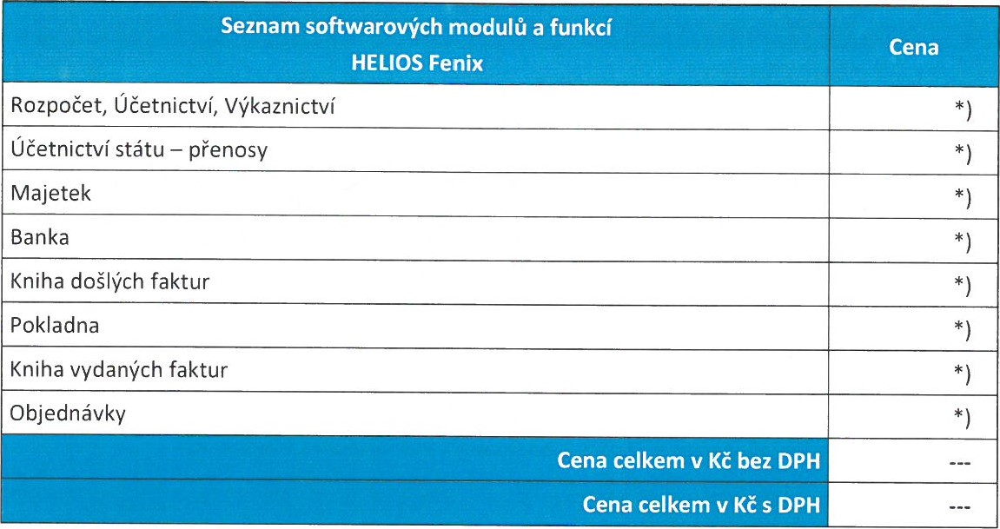 Seznam softwarových modulů a funkcí
HELIOS Fenix
Cena
Rozpočet, Účetnictví, Výkaznictví *)
Účetnictví státu – přenosy *)
Majetek *)
Banka *)
Kniha došlých faktur *)
Pokladna *)
Kniha vydaných faktur *)
Objednávky *)
Cena celkem v Kč bez DPH ---
Cena celkem v Kč s DPH ---